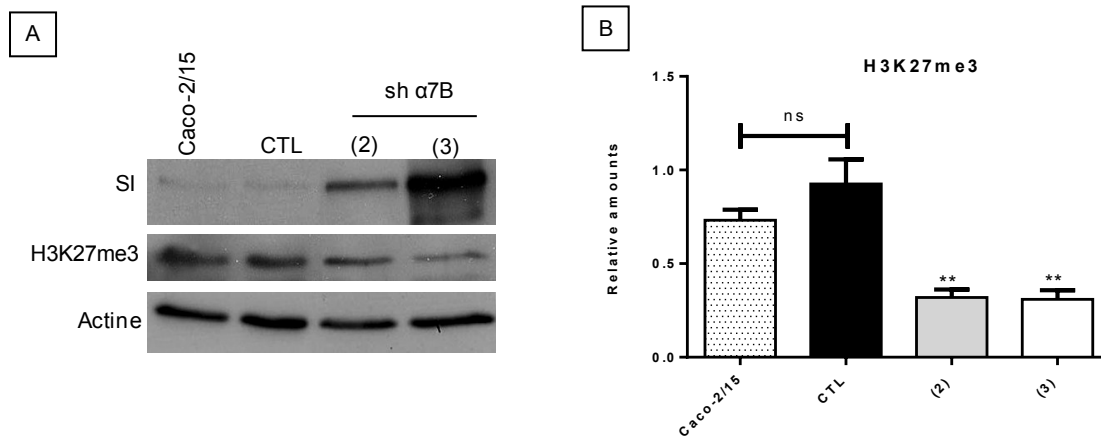 A
Caco-2/15
CTL
sh α7B
(2)
(3)
SI
H3K27me3
Actine
B
H3K27me3
Relative amounts
1.5
1.0
0.5
0.0
ns
**
**
Caco-2/15
CTL
(2)
(3)